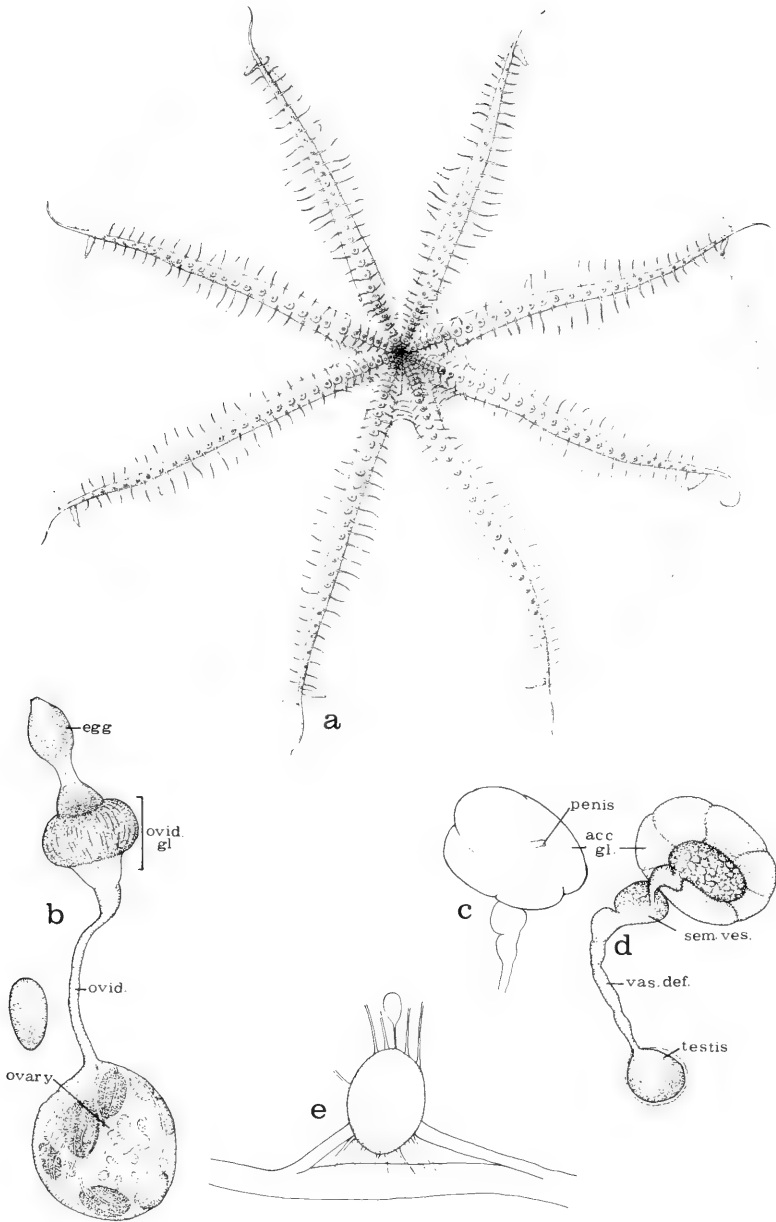 a
egg
ovid.
gl
b
ovid.
ovary
penis
acc
gl.
c
d
sem. ves.
vas. def.
testis
e